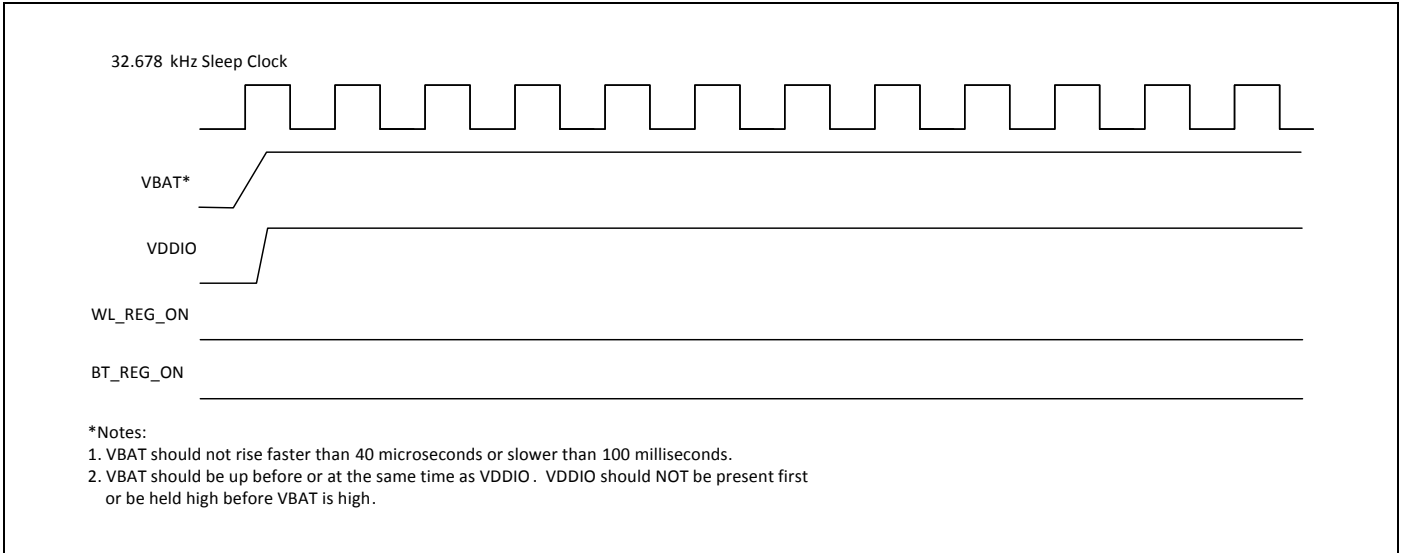 32.678 kHz Sleep Clock
VBAT*
VDDIO
WL_REG_ON
BT_REG_ON
*Notes:
1. VBAT should not rise faster than 40 microseconds or slower than 100 milliseconds.
2. VBAT should be up before or at the same time as VDDIO. VDDIO should NOT be present first
or be held high before VBAT is high.